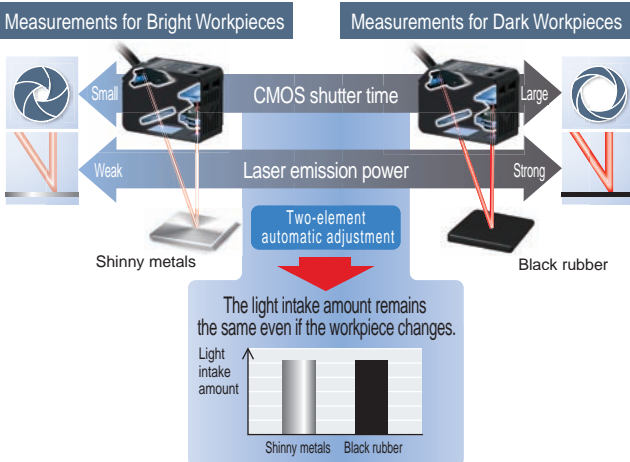 Measurements for Bright Workpieces
Measurements for Dark Workpieces
Small
CMOS shutter time
Large
Weak
Laser emission power
Strong
Two-element
automatic adjustment
Shinny metals
Black rubber
The light intake amount remains
the same even if the workpiece changes.
Light
intake
amount
Shinny metals
Black rubber